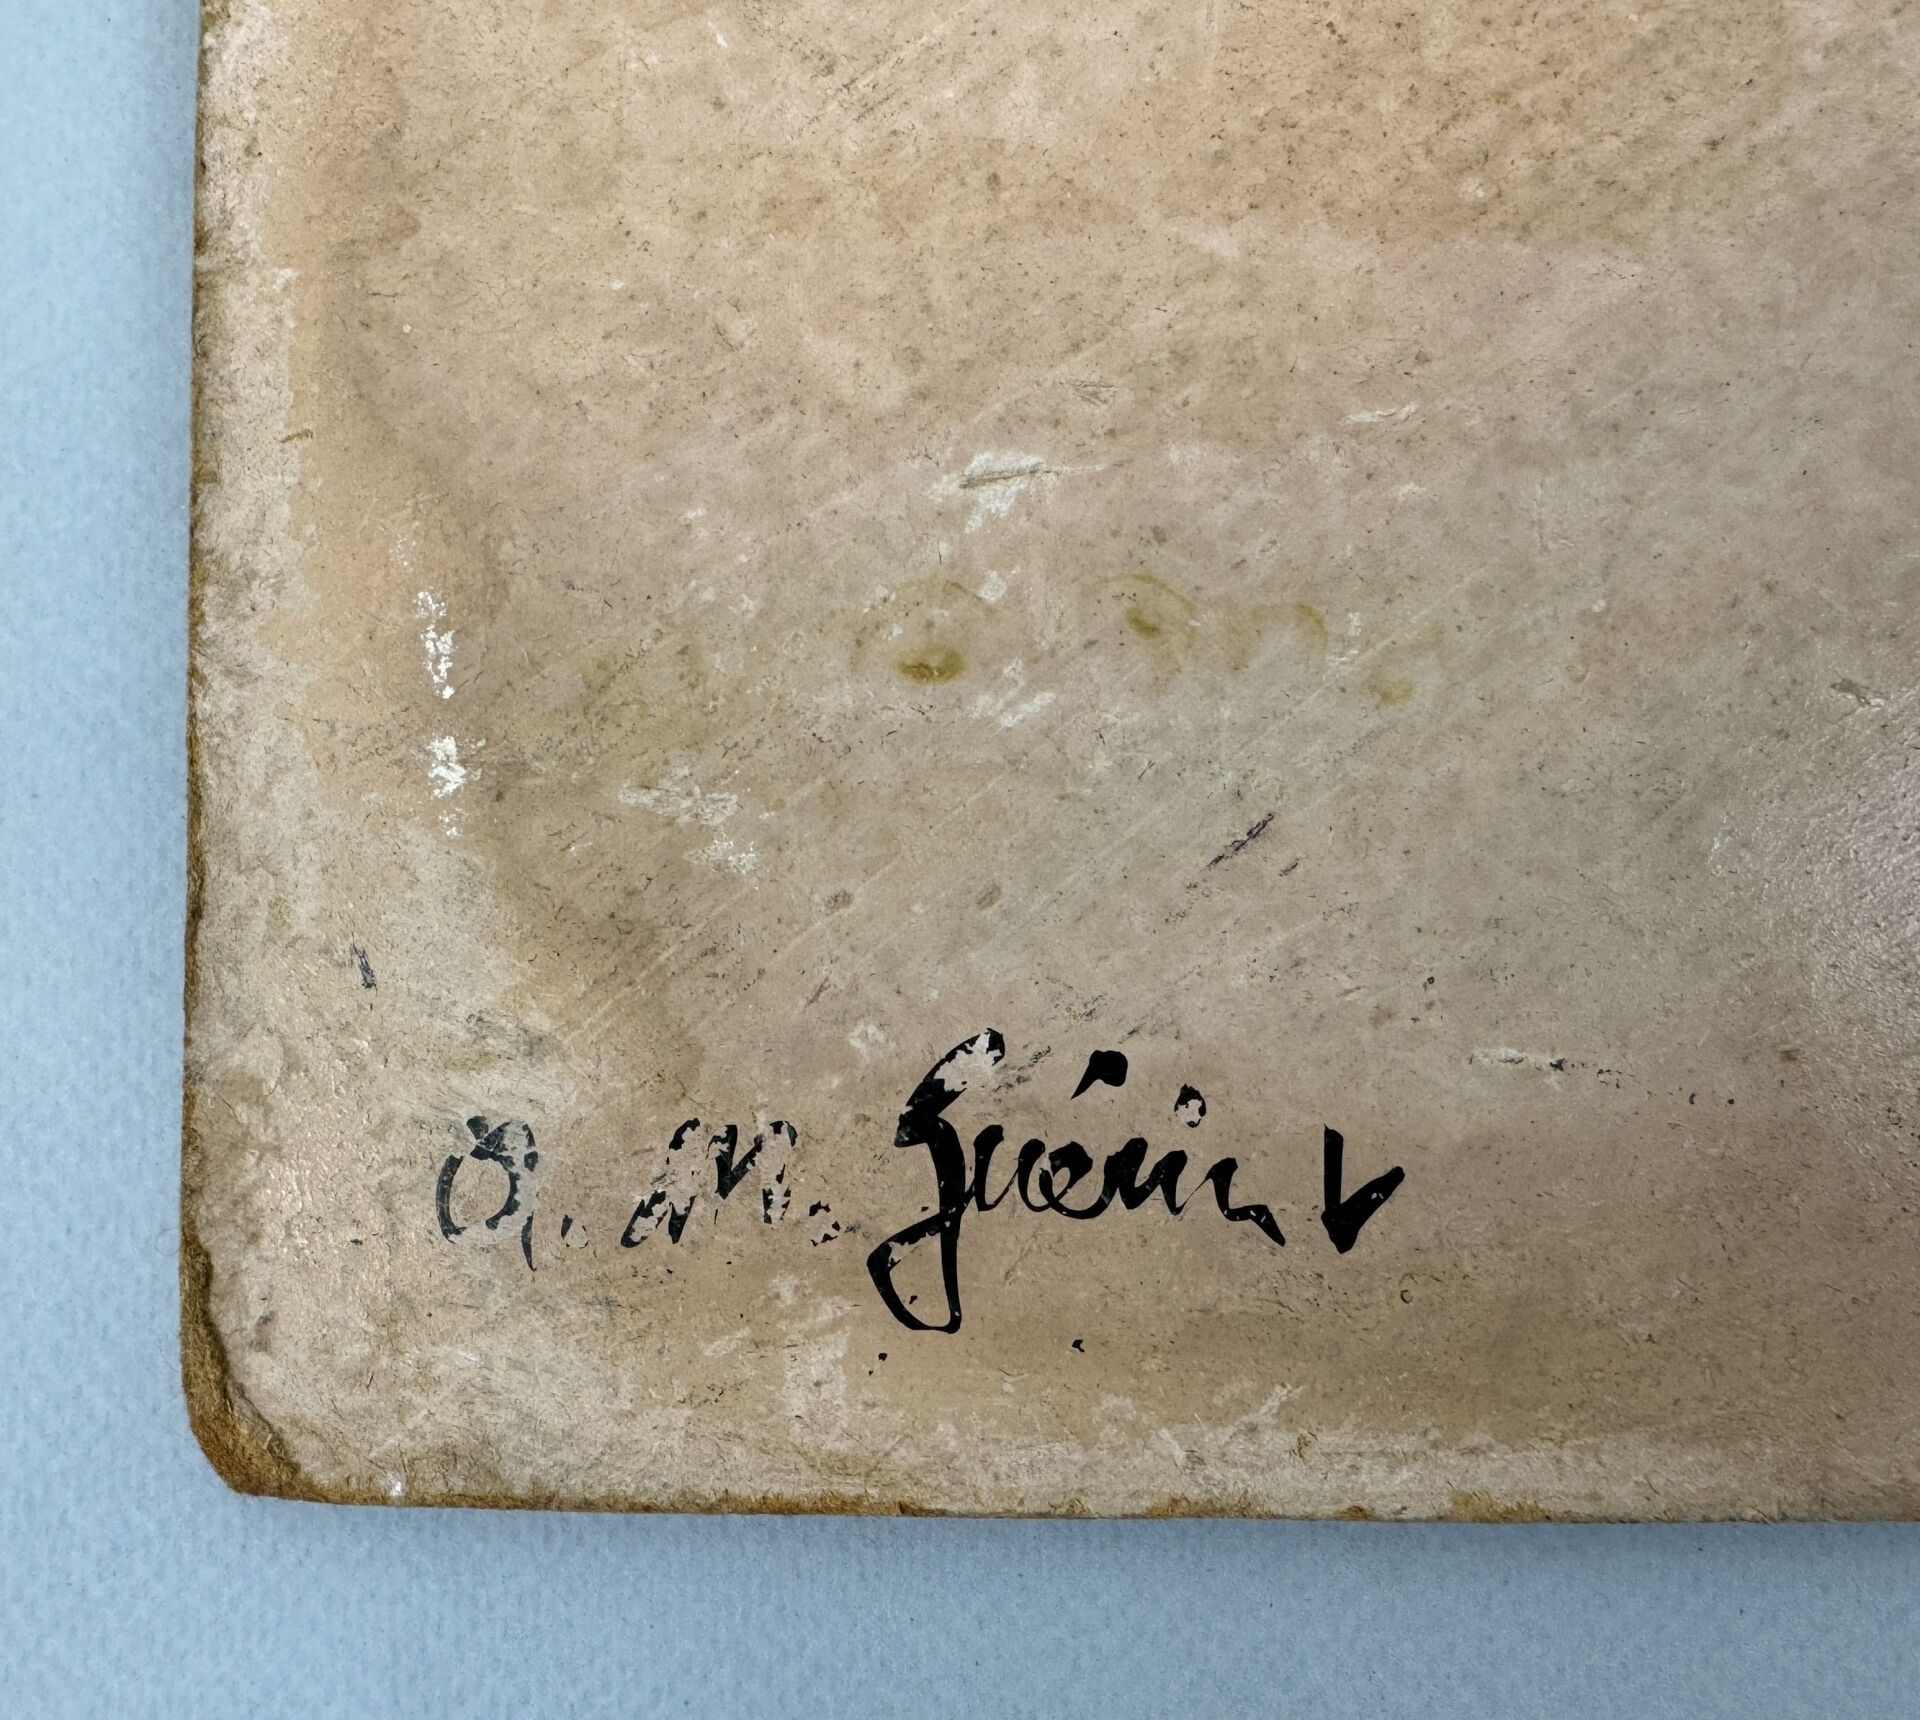 A. M. Guérin